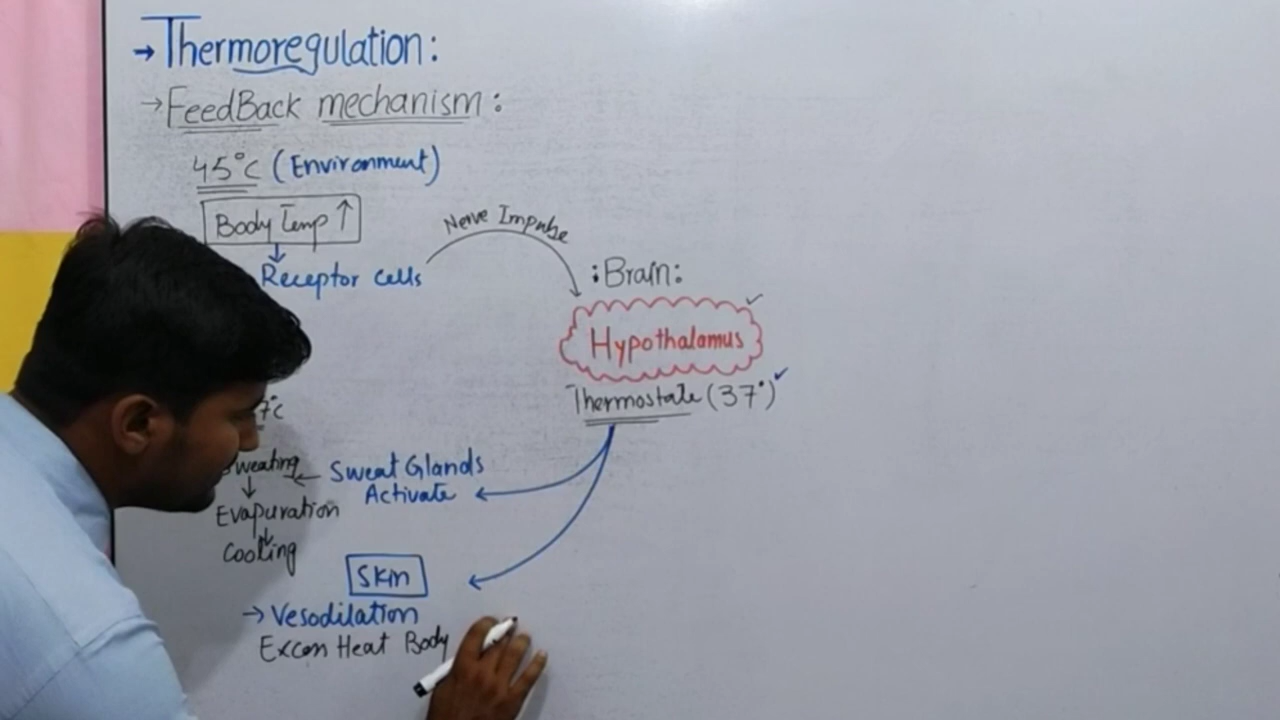 → Thermoregulation:
→ FeedBack mechanism:
45°C (Environment)
Body Temp ↑
↓
Receptor cells
Nerve Impulse
:Brain:
Hypothalamus ✓
Thermostate (37°) ✓
7°C
Sweating ← Sweat Glands
Activate
↓
Evapuration
↓
Cooling
Skin
→ Vesodilation
Excen Heat Body